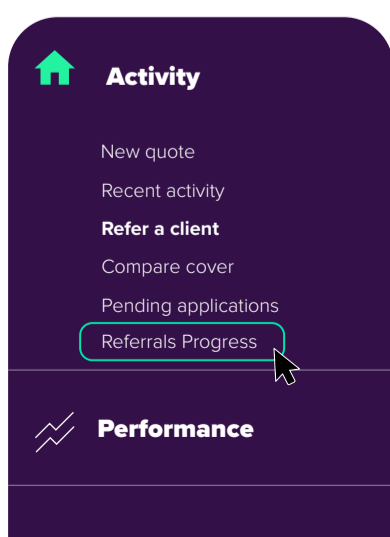 Activity
New quote
Recent activity
Refer a client
Compare cover
Pending applications
Referrals Progress
Performance